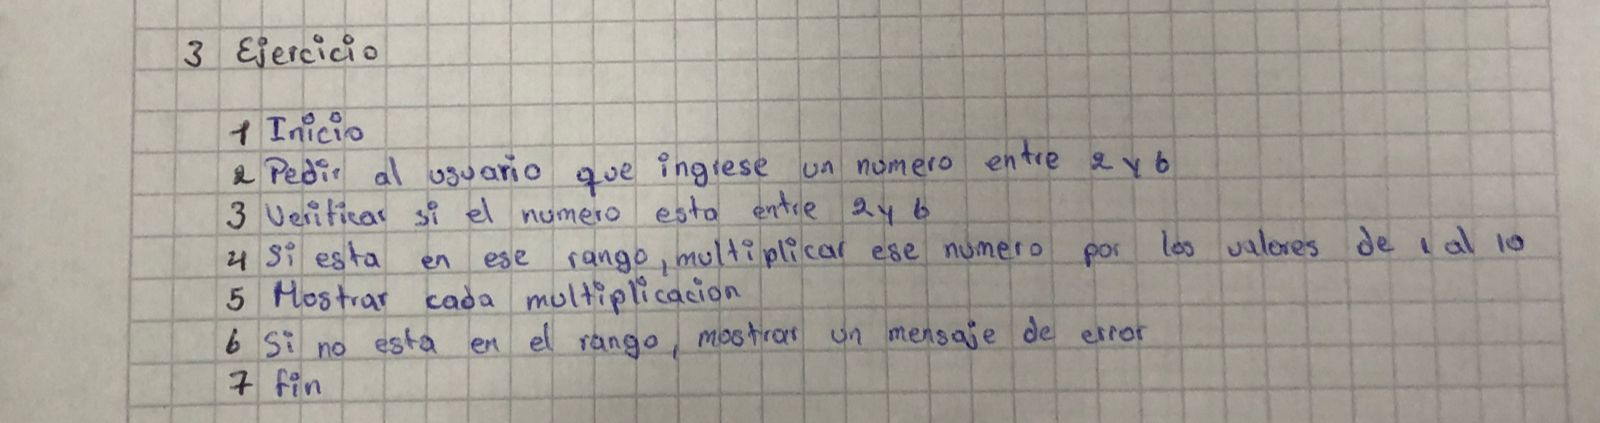 3 Ejercicio
1 Inicio
2 Pedir al usuario que ingrese un numero entre 2 y 6
3 Verificar si el numero esta entre 2 y 6
4 Si esta en ese rango, multiplicar ese numero por los valores de 1 al 10
5 Mostrar cada multiplicacion
6 Si no esta en el rango, mostrar un mensaje de error
7 fin